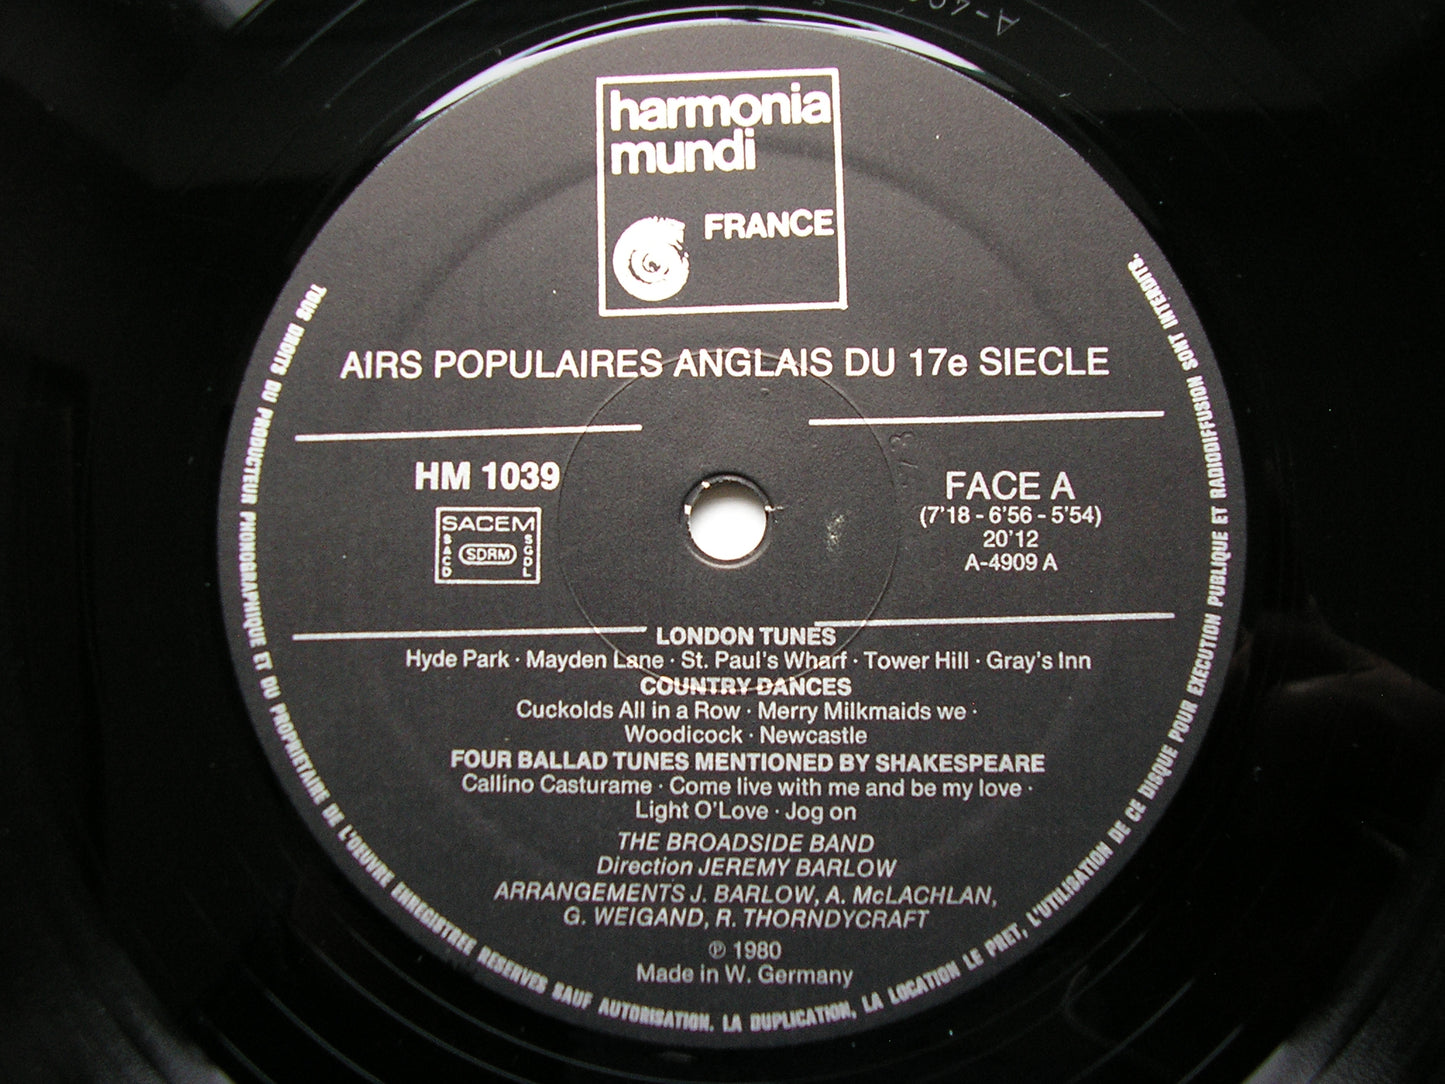 harmonia
mundi
FRANCE
AIRS POPULAIRES ANGLAIS DU 17e SIECLE
HM 1039
SACEM
SACD
SDRM
SGDL
FACE A
(7'18 - 6'56 - 5'54)
20'12
A-4909 A
LONDON TUNES
Hyde Park · Mayden Lane · St. Paul's Wharf · Tower Hill · Gray's Inn
COUNTRY DANCES
Cuckolds All in a Row · Merry Milkmaids we ·
Woodicock · Newcastle
FOUR BALLAD TUNES MENTIONED BY SHAKESPEARE
Callino Casturame · Come live with me and be my love ·
Light O'Love · Jog on
THE BROADSIDE BAND
Direction JEREMY BARLOW
ARRANGEMENTS J. BARLOW, A. McLACHLAN,
G. WEIGAND, R. THORNDYCRAFT
℗ 1980
Made in W. Germany
TOUS DROITS DU PRODUCTEUR PHONOGRAPHIQUE ET DU PROPRIETAIRE DE L'OEUVRE ENREGISTREE RESERVES SAUF AUTORISATION. LA DUPLICATION, LA LOCATION LE PRET, L'UTILISATION DE CE DISQUE POUR EXECUTION PUBLIQUE ET RADIODIFFUSION SONT INTERDITS.